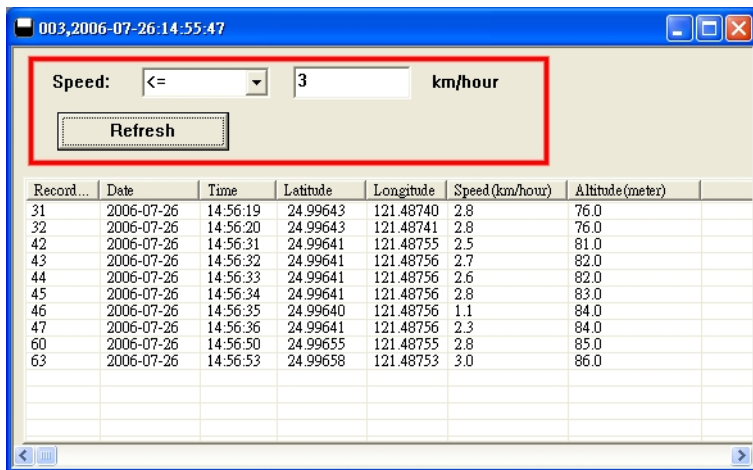 003,2006-07-26:14:55:47
Speed: <= 3 km/hour
Refresh
Record... Date Time Latitude Longitude Speed(km/hour) Altitude(meter)
31 2006-07-26 14:56:19 24.99643 121.48740 2.8 76.0
32 2006-07-26 14:56:20 24.99643 121.48741 2.8 76.0
42 2006-07-26 14:56:31 24.99641 121.48755 2.5 81.0
43 2006-07-26 14:56:32 24.99641 121.48756 2.7 82.0
44 2006-07-26 14:56:33 24.99641 121.48756 2.6 82.0
45 2006-07-26 14:56:34 24.99641 121.48756 2.8 83.0
46 2006-07-26 14:56:35 24.99640 121.48756 1.1 84.0
47 2006-07-26 14:56:36 24.99641 121.48756 2.3 84.0
60 2006-07-26 14:56:50 24.99655 121.48755 2.8 85.0
63 2006-07-26 14:56:53 24.99658 121.48753 3.0 86.0